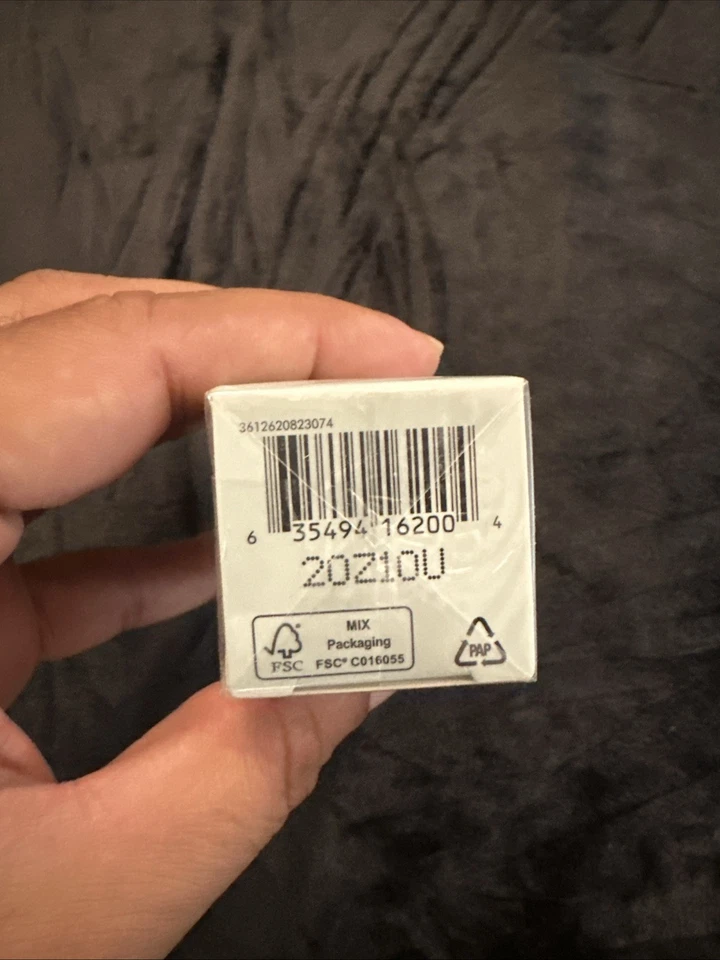 3612620823074
6 35494 16200 4
20Z10U
FSC
MIX
Packaging
FSC® C016055
PAP